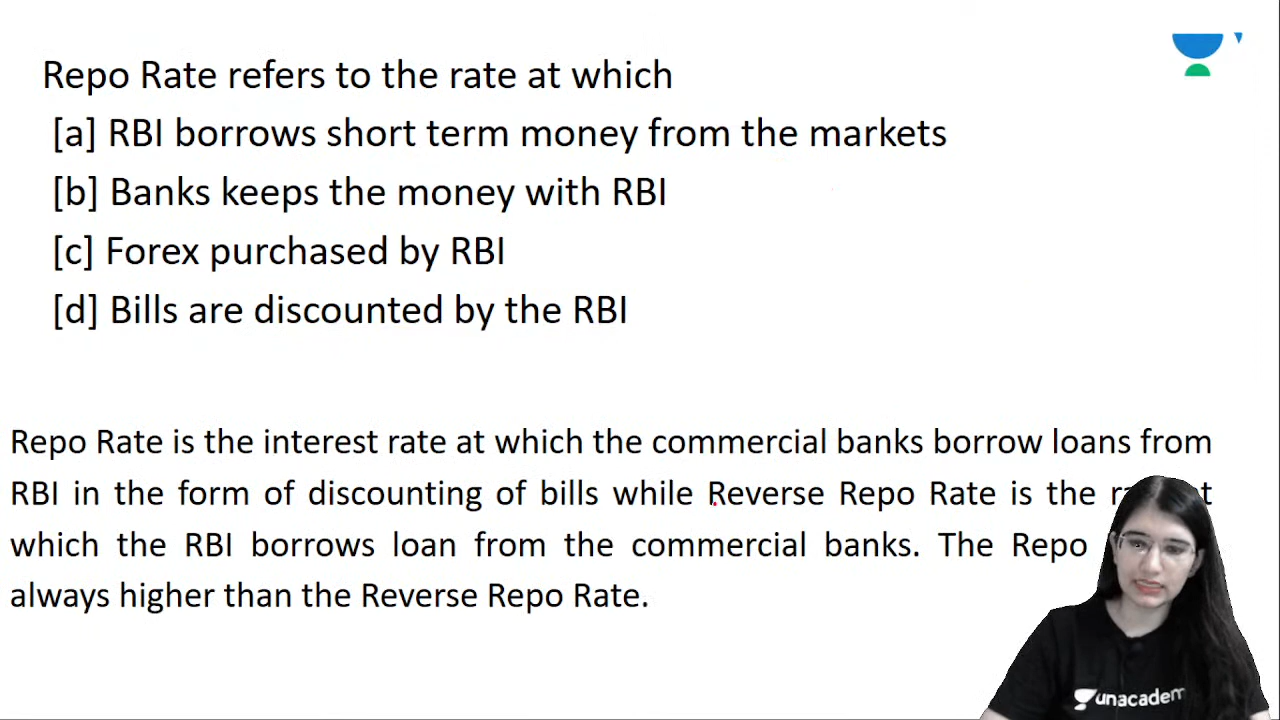 Repo Rate refers to the rate at which
[a] RBI borrows short term money from the markets
[b] Banks keeps the money with RBI
[c] Forex purchased by RBI
[d] Bills are discounted by the RBI
Repo Rate is the interest rate at which the commercial banks borrow loans from
RBI in the form of discounting of bills while Reverse Repo Rate is the
which the RBI borrows loan from the commercial banks. The Repo
always higher than the Reverse Repo Rate.
unacadem